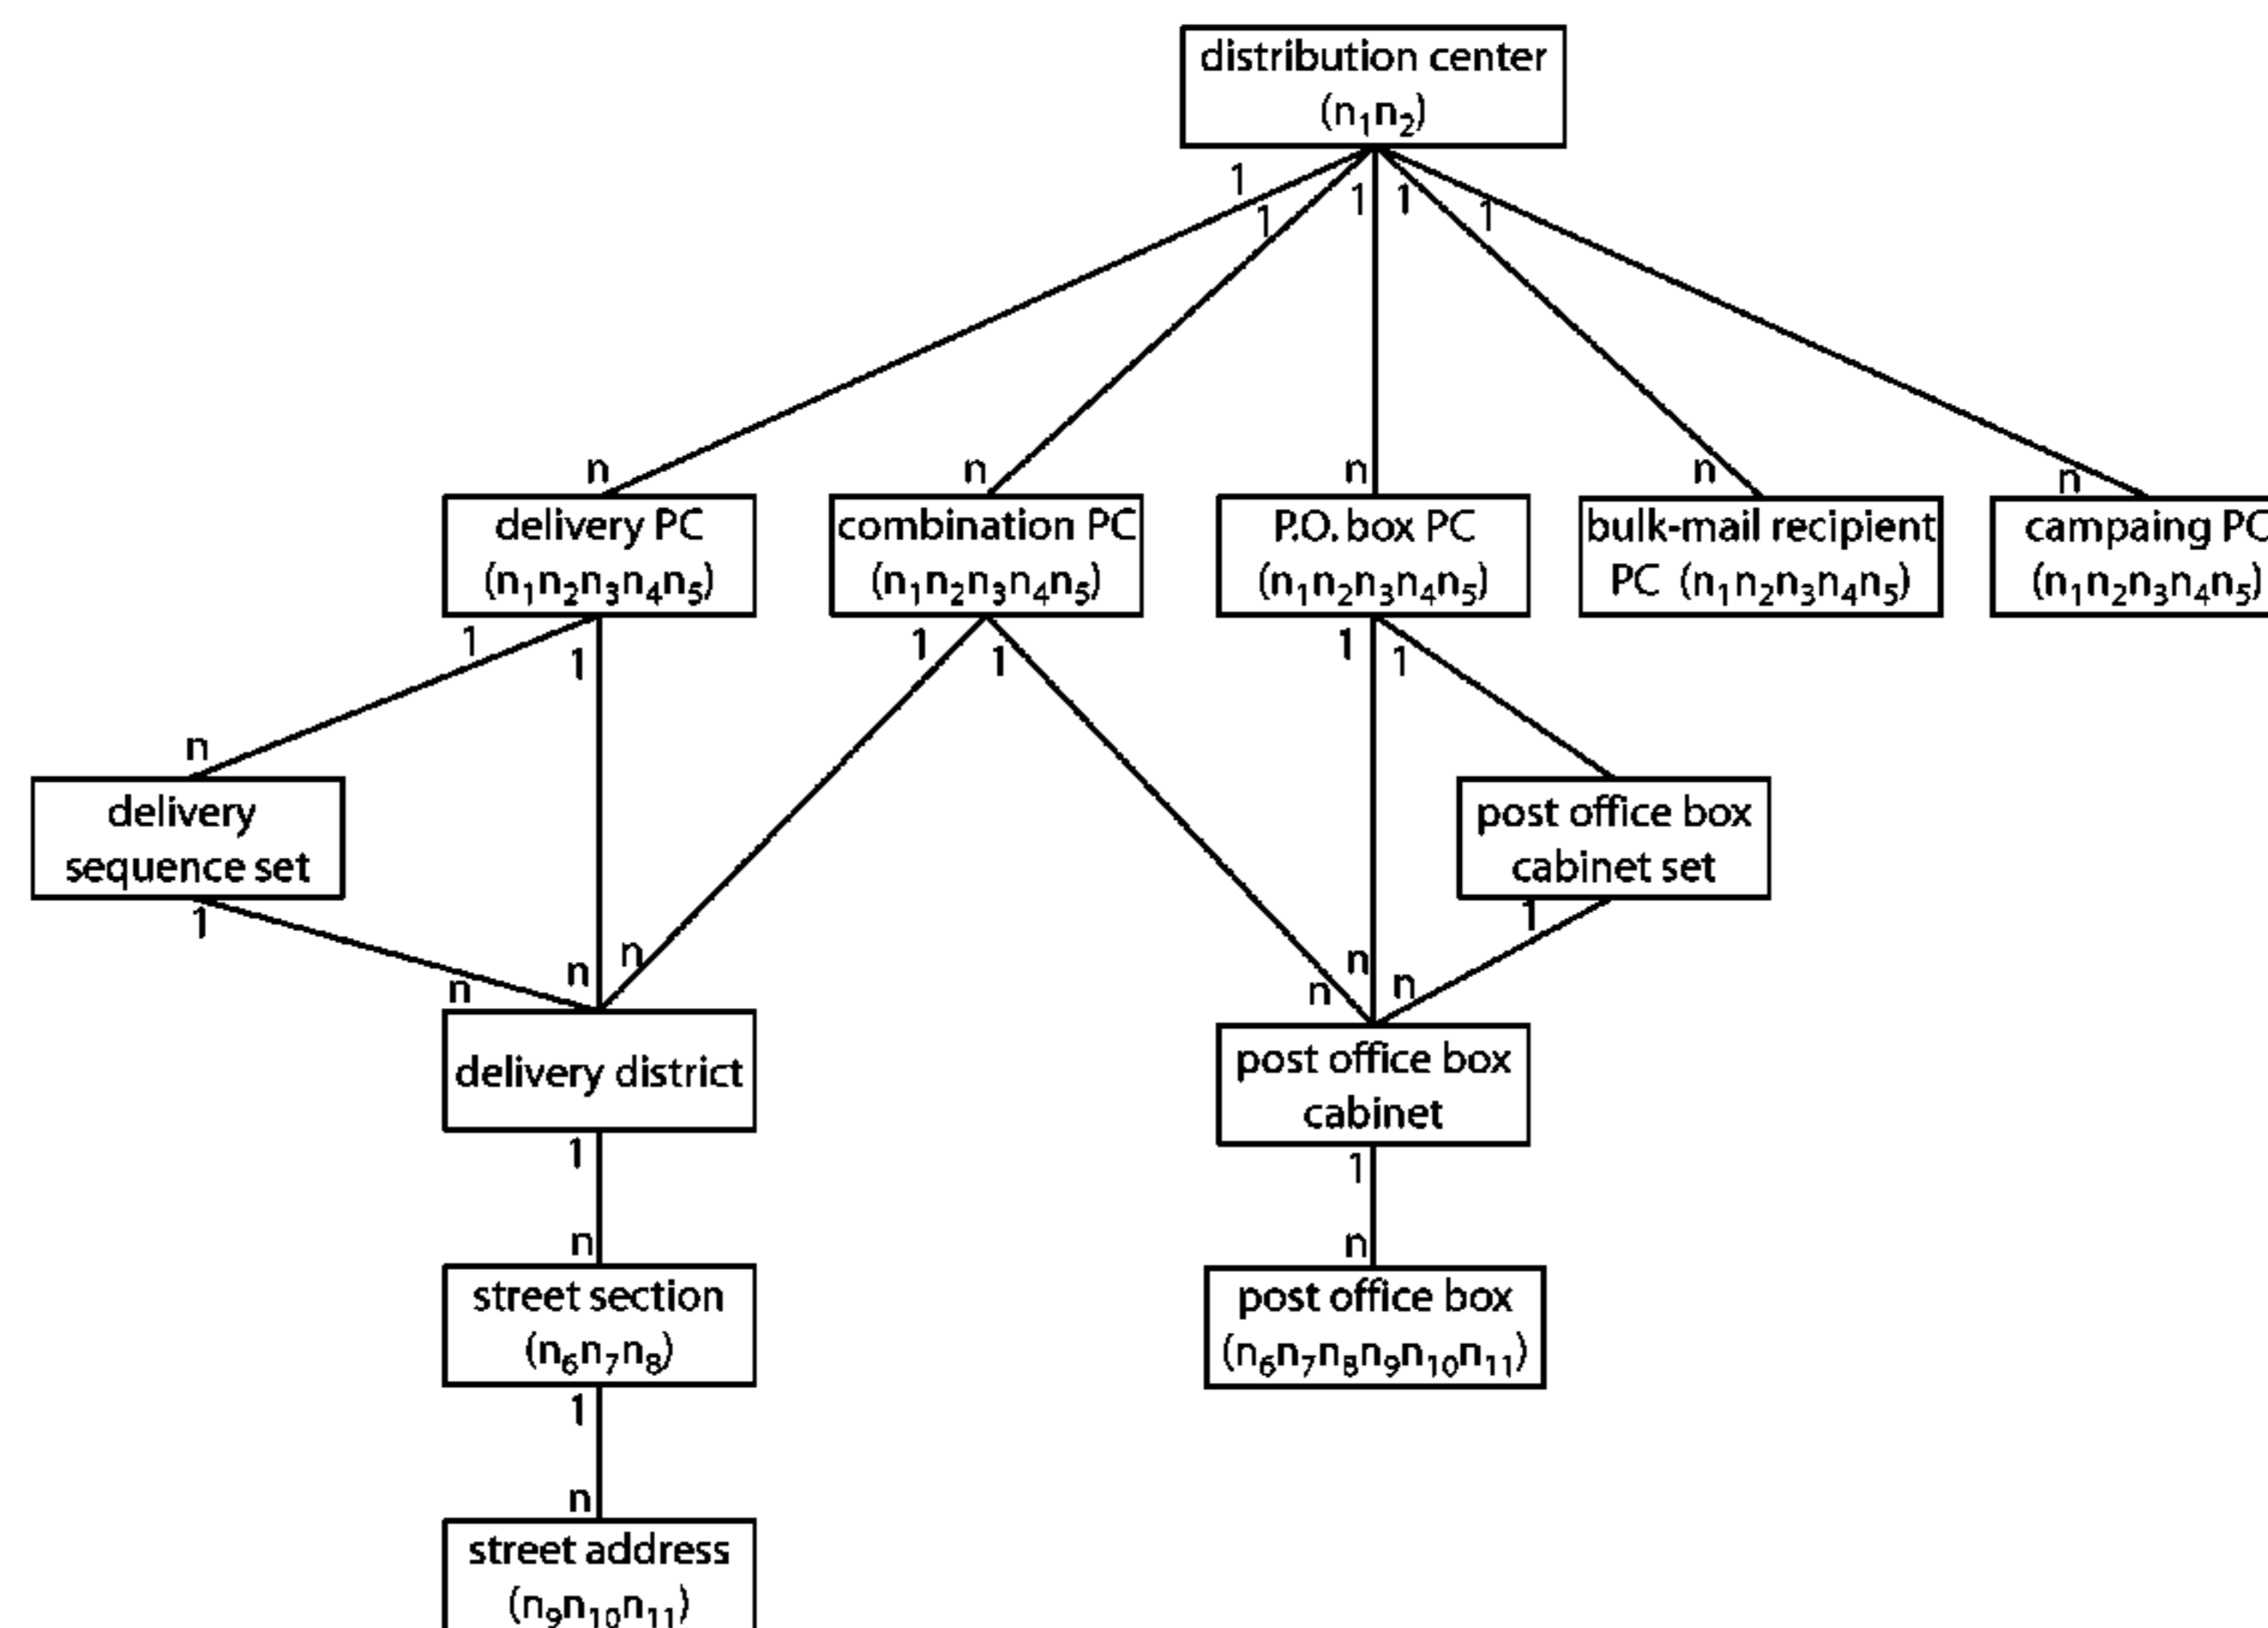 distribution center
(n₁n₂)
1
1
1
1
1
n
n
n
n
n
delivery PC
(n₁n₂n₃n₄n₅)
combination PC
(n₁n₂n₃n₄n₅)
P.O. box PC
(n₁n₂n₃n₄n₅)
bulk-mail recipient
PC (n₁n₂n₃n₄n₅)
campaing PC
(n₁n₂n₃n₄n₅)
1
1
1
1
1
1
n
delivery
sequence set
post office box
cabinet set
1
1
n
n
n
n
n
n
delivery district
post office box
cabinet
1
1
n
n
street section
(n₆n₇n₈)
post office box
(n₆n₇n₈n₉n₁₀n₁₁)
1
n
street address
(n₉n₁₀n₁₁)